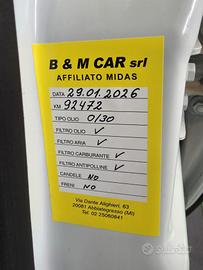 B & M CAR srl
AFFILIATO MIDAS
DATA 29.01.2026
KM 92472
TIPO OLIO 0/30
FILTRO OLIO ✓
FILTRO ARIA ✓
FILTRO CARBURANTE ✓
FILTRO ANTIPOLLINE ✓
CANDELE NO
FRENI NO
Via Dante Alighieri, 63
20081 Abbiategrasso (MI)
Tel. 02 25060841
subito